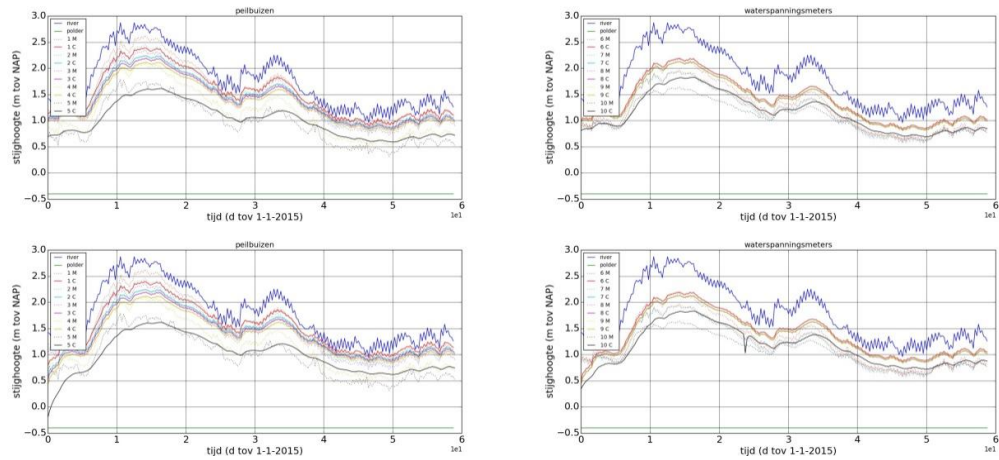 peilbuizen
stijghoogte (m tov NAP)
3.0
2.5
2.0
1.5
1.0
0.5
0.0
−0.5
river
polder
1 M
1 C
2 M
2 C
3 M
3 C
4 M
4 C
5 M
5 C
0 1 2 3 4 5 6
1e1
tijd (d tov 1-1-2015)
waterspanningsmeters
stijghoogte (m tov NAP)
3.0
2.5
2.0
1.5
1.0
0.5
0.0
−0.5
river
polder
6 M
6 C
7 M
7 C
8 M
8 C
9 M
9 C
10 M
10 C
0 1 2 3 4 5 6
1e1
tijd (d tov 1-1-2015)
peilbuizen
stijghoogte (m tov NAP)
3.0
2.5
2.0
1.5
1.0
0.5
0.0
−0.5
river
polder
1 M
1 C
2 M
2 C
3 M
3 C
4 M
4 C
5 M
5 C
0 1 2 3 4 5 6
1e1
tijd (d tov 1-1-2015)
waterspanningsmeters
stijghoogte (m tov NAP)
3.0
2.5
2.0
1.5
1.0
0.5
0.0
−0.5
river
polder
6 M
6 C
7 M
7 C
8 M
8 C
9 M
9 C
10 M
10 C
0 1 2 3 4 5 6
1e1
tijd (d tov 1-1-2015)